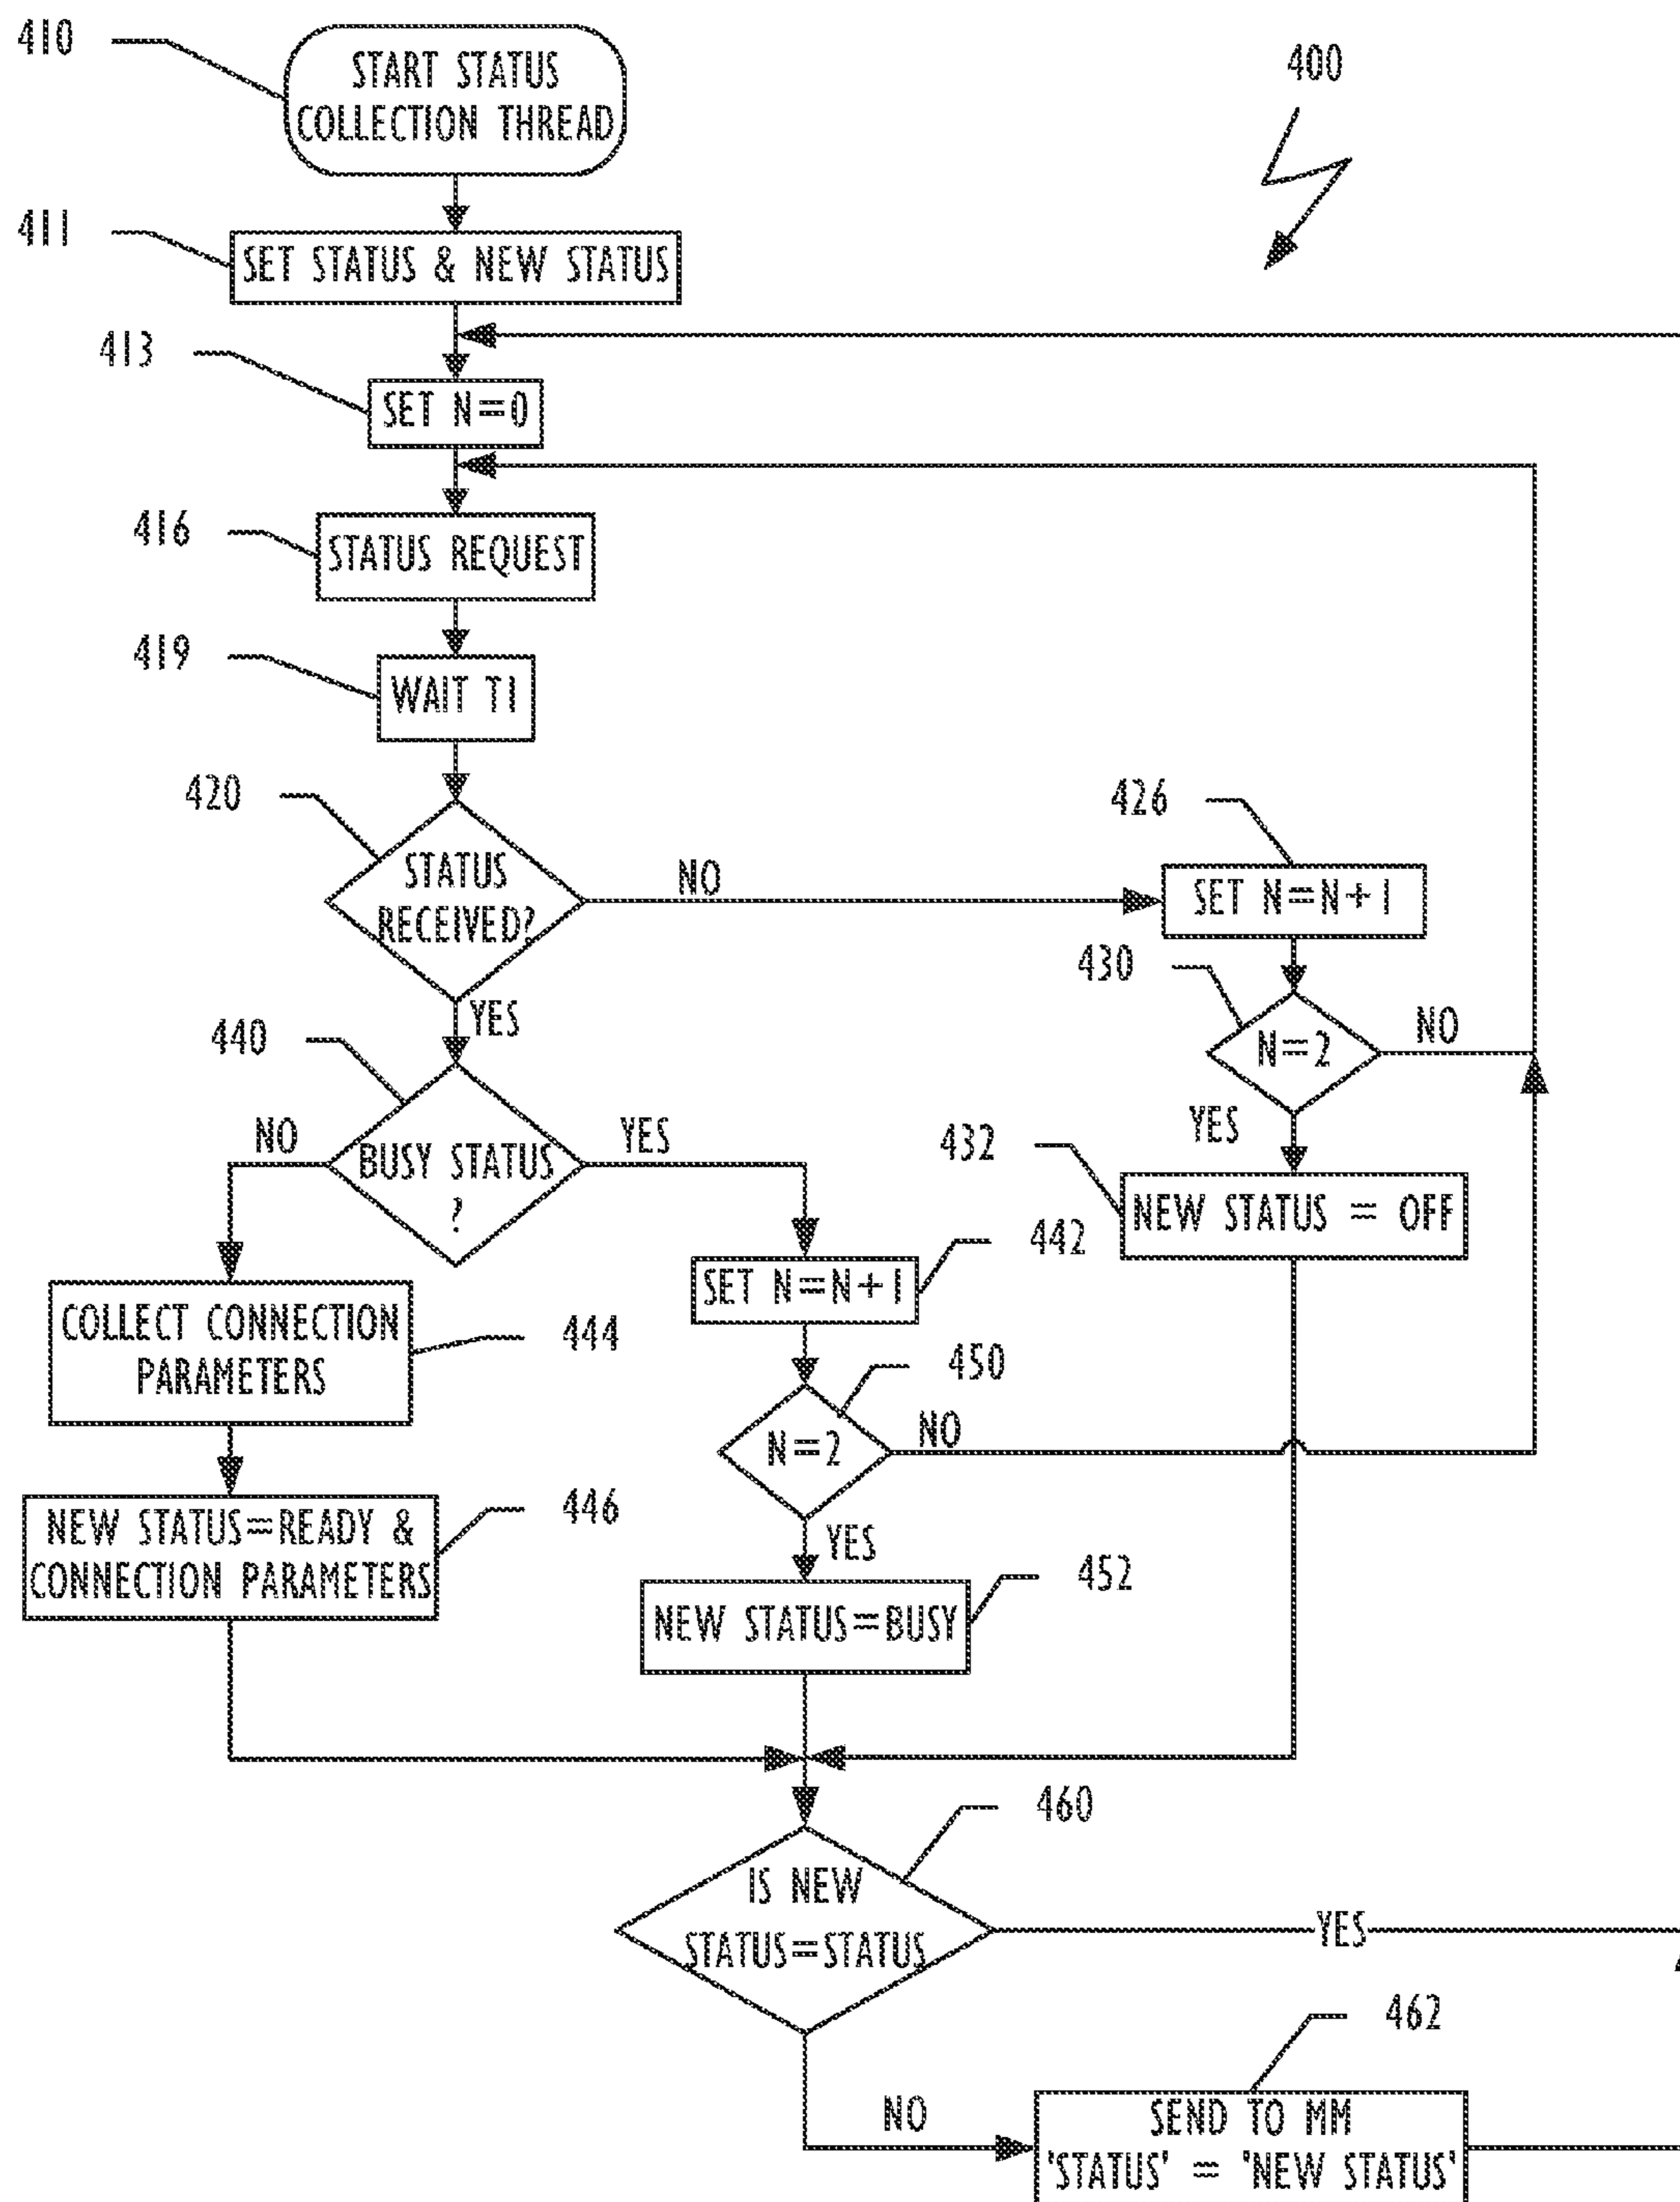 410
START STATUS
COLLECTION THREAD
400
411
SET STATUS & NEW STATUS
413
SET N=0
416
STATUS REQUEST
419
WAIT T1
420
STATUS
RECEIVED?
NO
426
SET N=N+1
430
N=2
NO
YES
440
BUSY STATUS
?
NO
YES
YES
432
NEW STATUS = OFF
442
SET N=N+1
444
COLLECT CONNECTION
PARAMETERS
450
N=2
NO
446
NEW STATUS=READY &
CONNECTION PARAMETERS
YES
452
NEW STATUS=BUSY
460
IS NEW
STATUS=STATUS
YES
462
NO
SEND TO MM
'STATUS' = 'NEW STATUS'